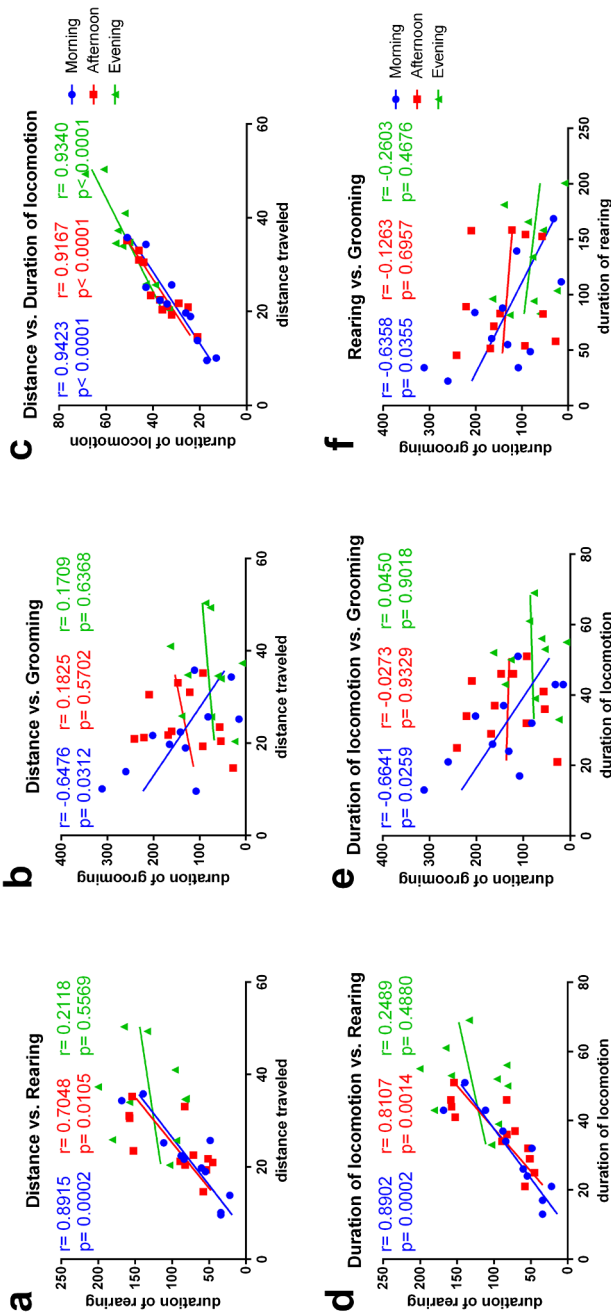 a
Distance vs. Rearing
r= 0.8915 r= 0.7048 r= 0.2118
p= 0.0002 p= 0.0105 p= 0.5569
250
200
150
100
50
0
duration of rearing
0 20 40 60
distance traveled
b
Distance vs. Grooming
r= -0.6476 r= 0.1825 r= 0.1709
p= 0.0312 p= 0.5702 p= 0.6368
400
300
200
100
0
duration of grooming
0 20 40 60
distance traveled
c
Distance vs. Duration of locomotion
r= 0.9423 r= 0.9167 r= 0.9340
p< 0.0001 p< 0.0001 p< 0.0001
80
60
40
20
0
duration of locomotion
0 20 40 60
distance traveled
Morning
Afternoon
Evening
d
Duration of locomotion vs. Rearing
r= 0.8902 r= 0.8107 r= 0.2489
p= 0.0002 p= 0.0014 p= 0.4880
250
200
150
100
50
0
duration of rearing
0 20 40 60 80
duration of locomotion
e
Duration of locomotion vs. Grooming
r= -0.6641 r= -0.0273 r= 0.0450
p= 0.0259 p= 0.9329 p= 0.9018
400
300
200
100
0
duration of grooming
0 20 40 60 80
duration of locomotion
f
Rearing vs. Grooming
r= -0.6358 r= -0.1263 r= -0.2603
p= 0.0355 p= 0.6957 p= 0.4676
400
300
200
100
0
duration of grooming
0 50 100 150 200 250
duration of rearing
Morning
Afternoon
Evening